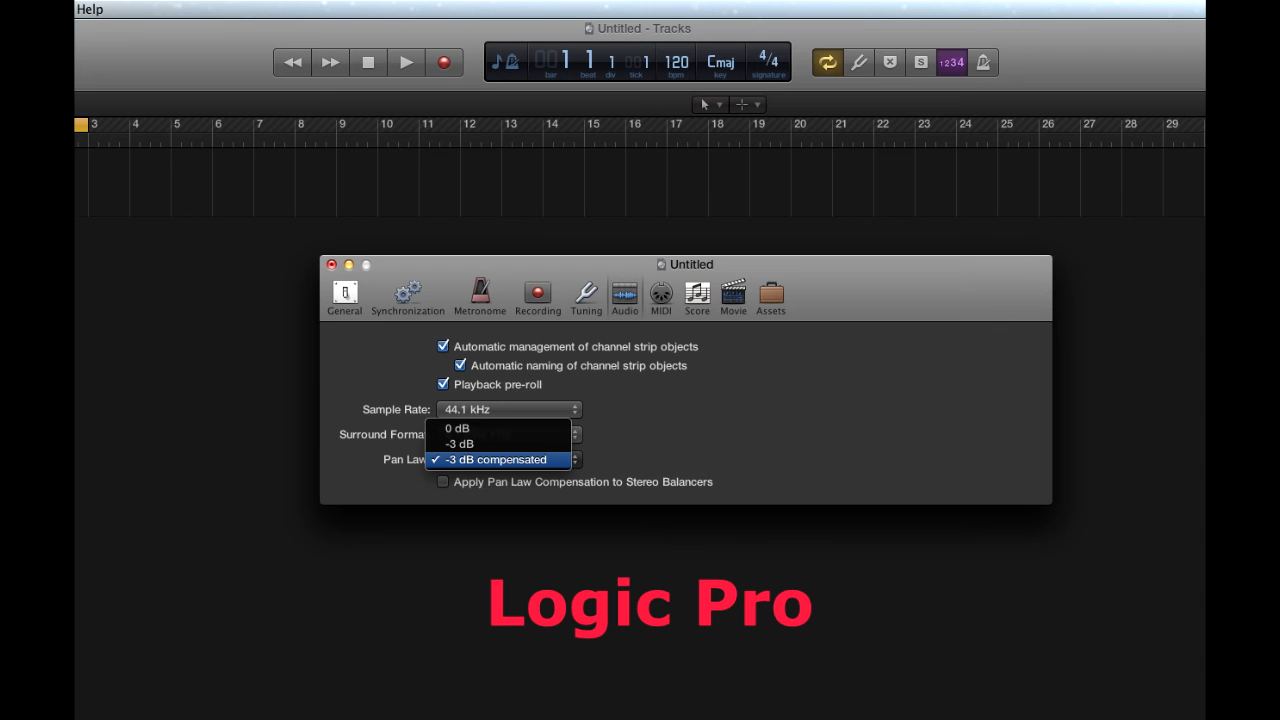 Help
Untitled - Tracks
00 1 1 1 001 120 Cmaj 4/4
bar beat div tick bpm key signature
S 1234
3 4 5 6 7 8 9 10 11 12 13 14 15 16 17 18 19 20 21 22 23 24 25 26 27 28 29
Untitled
General Synchronization Metronome Recording Tuning Audio MIDI Score Movie Assets
Automatic management of channel strip objects
Automatic naming of channel strip objects
Playback pre-roll
Sample Rate: 44.1 kHz
0 dB
Surround Forma
-3 dB
Pan Law ✓ -3 dB compensated
Apply Pan Law Compensation to Stereo Balancers
Logic Pro